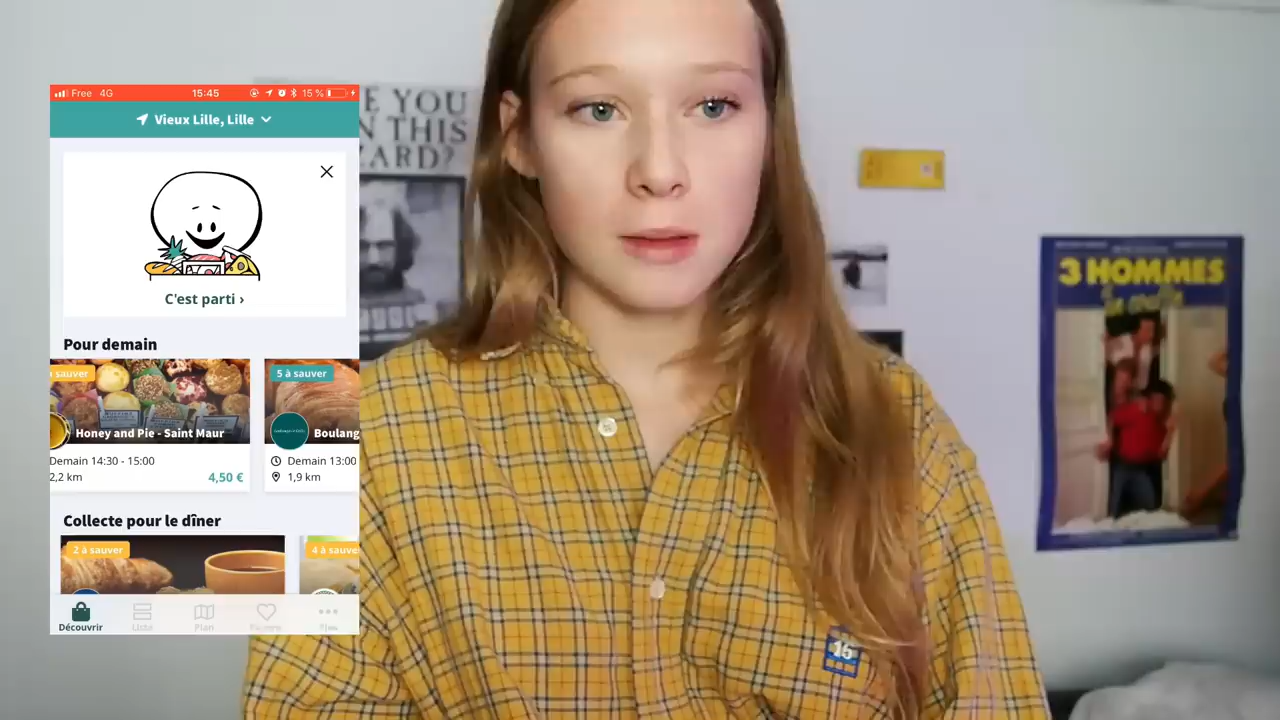 Free 4G 15:45 15 %
Vieux Lille, Lille
C'est parti ›
Pour demain
à sauver
5 à sauver
Honey and Pie - Saint Maur
Boulang
Demain 14:30 - 15:00
Demain 13:00
2,2 km
4,50 €
1,9 km
Collecte pour le dîner
2 à sauver
4 à sauve
Découvrir
Liste
Plan
E YOU
N THIS
ZARD?
3 HOMMES
15